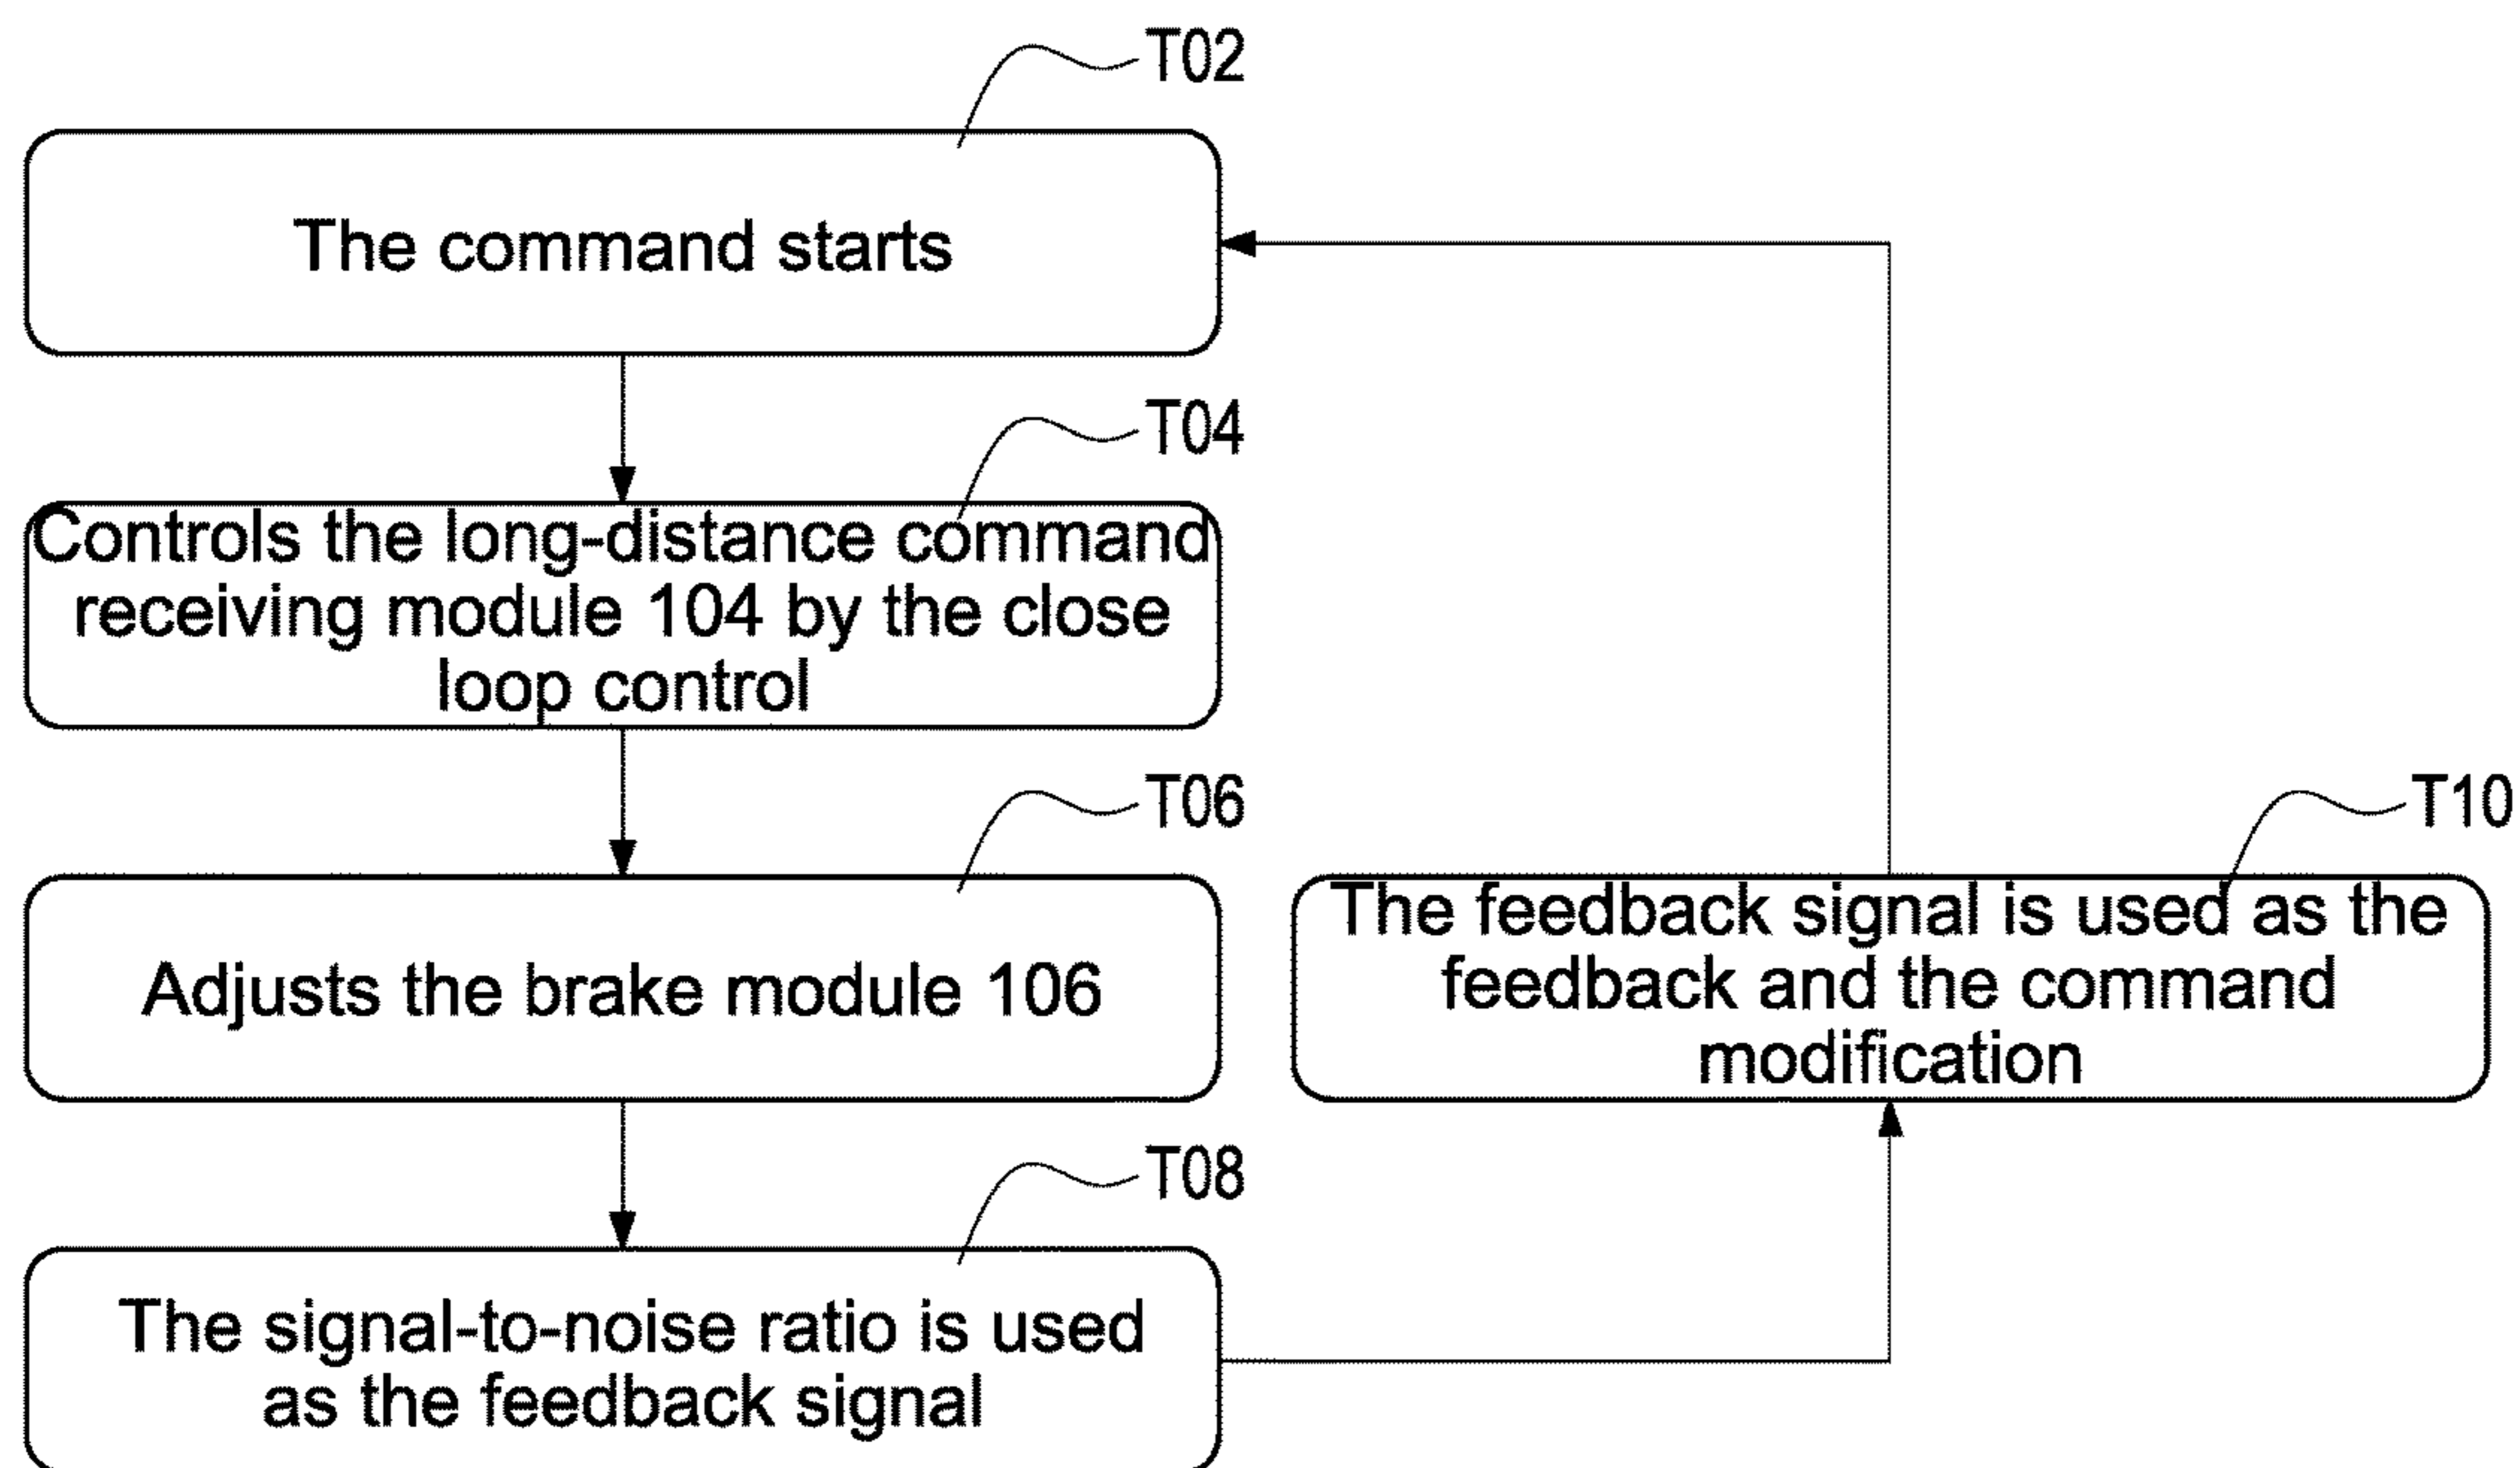 T02
The command starts
T04
Controls the long-distance command
receiving module 104 by the close
loop control
T06
Adjusts the brake module 106
T08
The signal-to-noise ratio is used
as the feedback signal
T10
The feedback signal is used as the
feedback and the command
modification